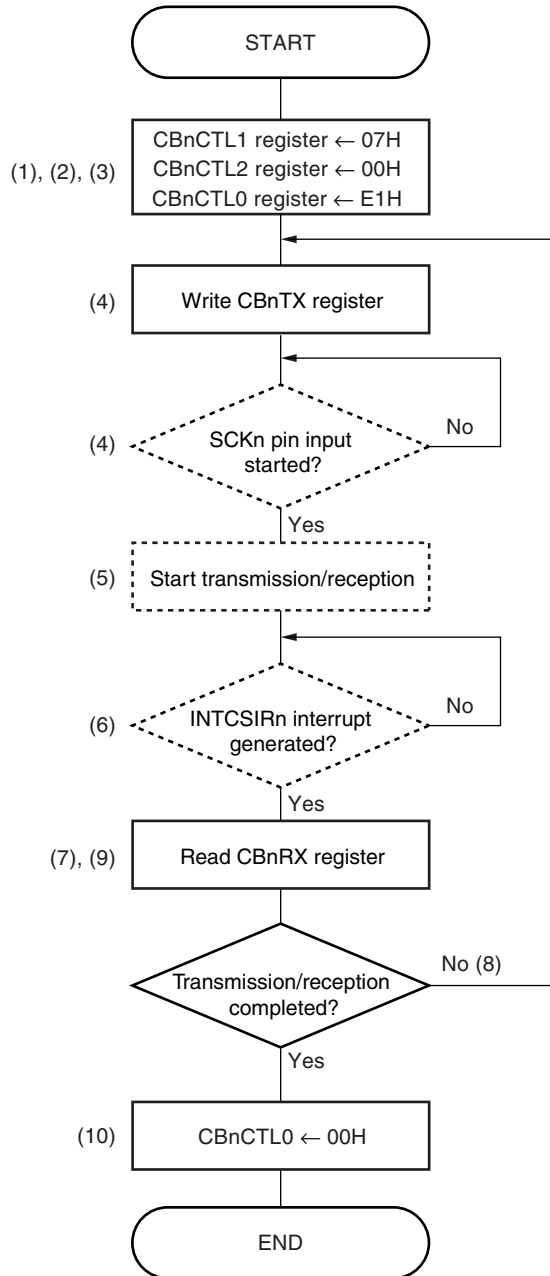 START
(1), (2), (3)
CBnCTL1 register ← 07H
CBnCTL2 register ← 00H
CBnCTL0 register ← E1H
(4)
Write CBnTX register
(4)
SCKn pin input
started?
No
Yes
(5)
Start transmission/reception
(6)
INTCSIRn interrupt
generated?
No
Yes
(7), (9)
Read CBnRX register
Transmission/reception
completed?
No (8)
Yes
(10)
CBnCTL0 ← 00H
END